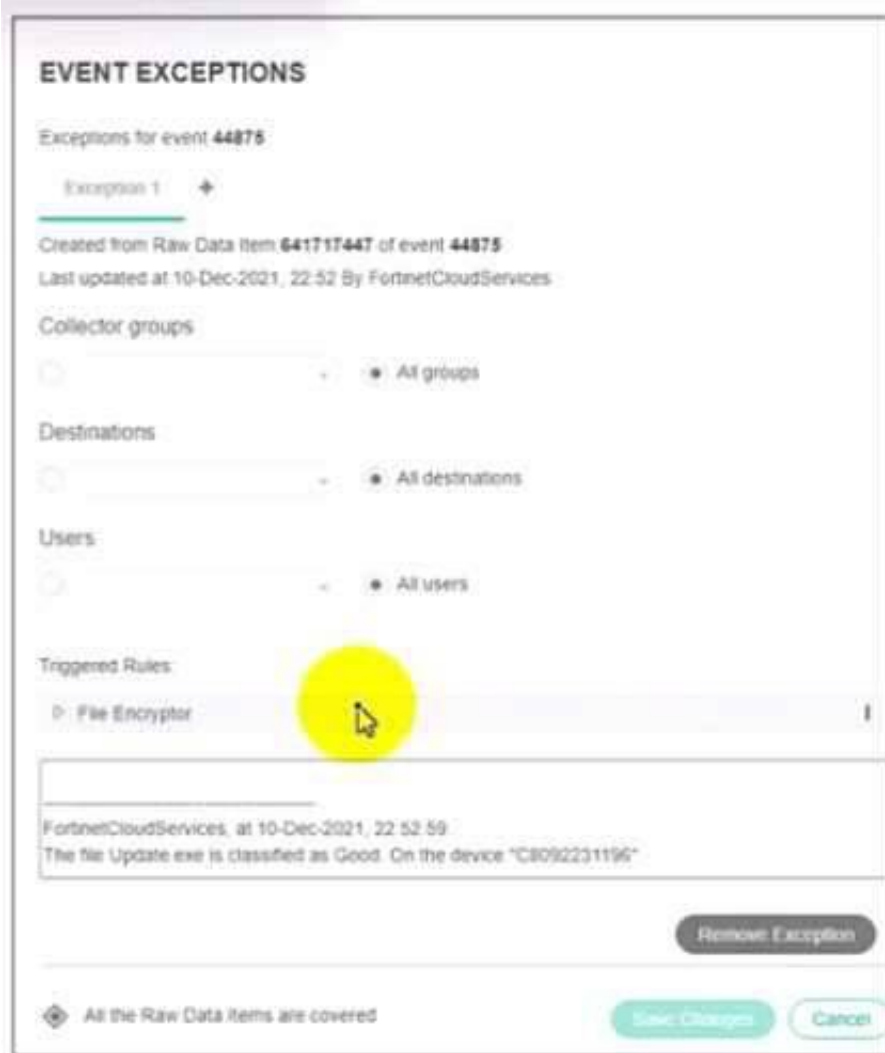 EVENT EXCEPTIONS
Exceptions for event 44875
Exception 1 +
Created from Raw Data Item 641717447 of event 44875
Last updated at 10-Dec-2021, 22:52 By FortinetCloudServices
Collector groups
All groups
Destinations
All destinations
Users
All users
Triggered Rules:
File Encryptor
FortinetCloudServices, at 10-Dec-2021, 22:52:59
The file Update.exe is classified as Good. On the device "C8092231196"
Remove Exception
All the Raw Data Items are covered
Save Changes Cancel